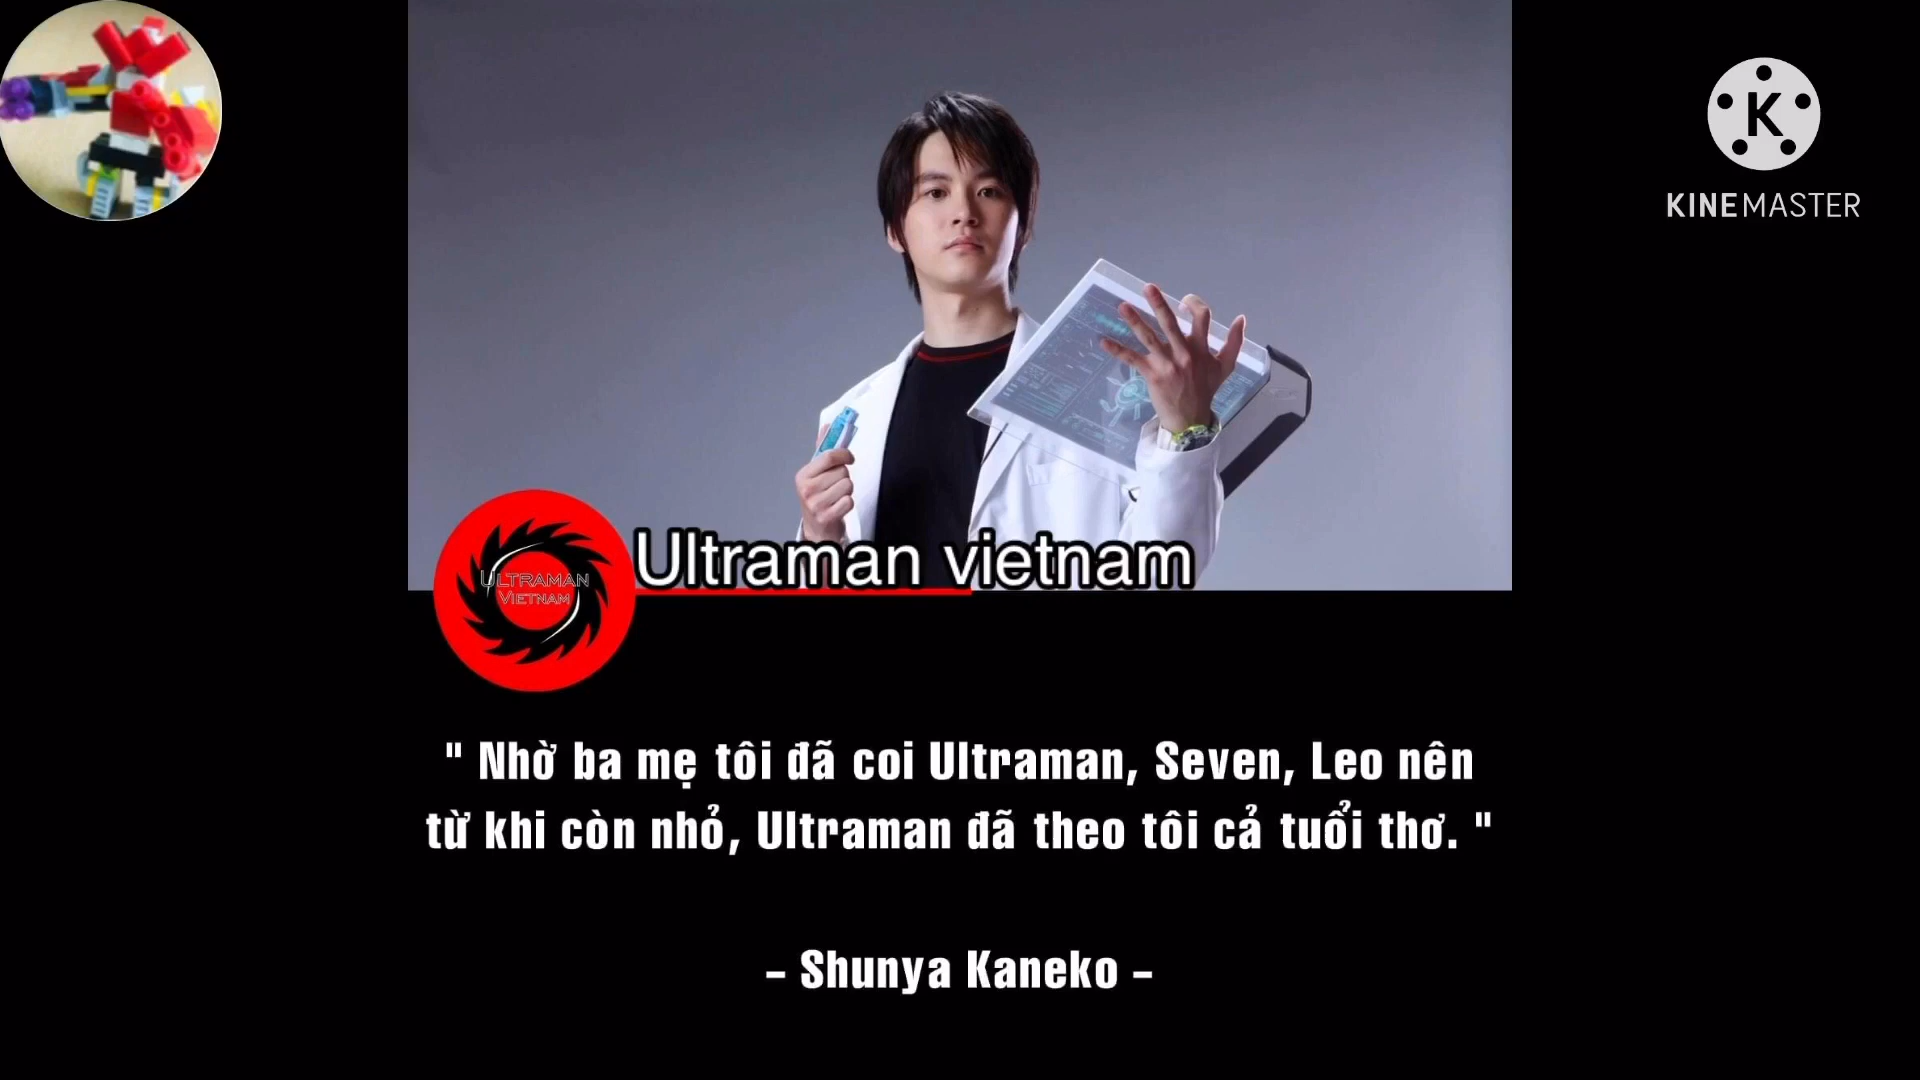 K
KINEMASTER
Ultraman vietnam
ULTRAMAN
VIETNAM
" Nhờ ba mẹ tôi đã coi Ultraman, Seven, Leo nên
từ khi còn nhỏ, Ultraman đã theo tôi cả tuổi thơ. "
– Shunya Kaneko –